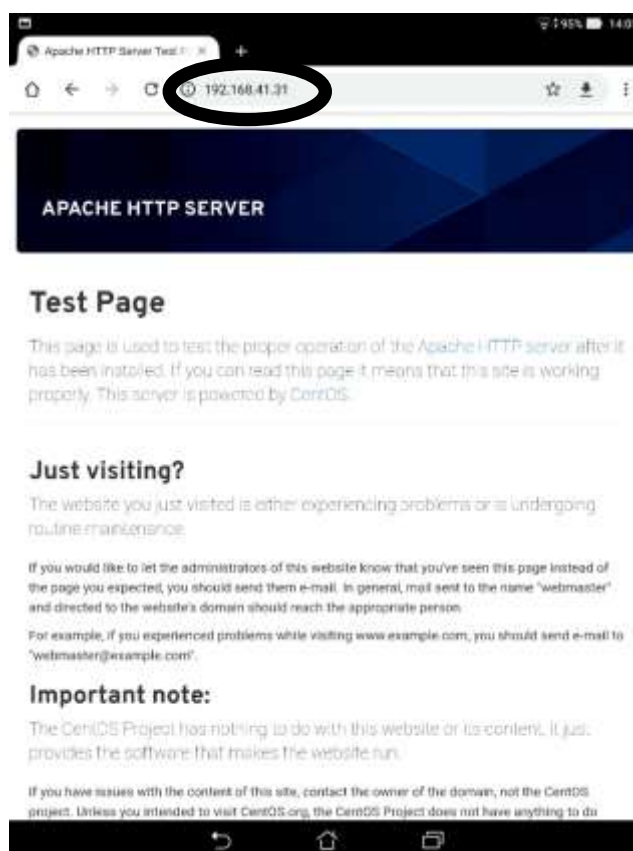 95% 14:0
Apache HTTP Server Test P
192.168.41.31
APACHE HTTP SERVER
Test Page
This page is used to test the proper operation of the Apache HTTP server after it
has been installed. If you can read this page it means that this site is working
properly. This server is powered by CentOS.
Just visiting?
The website you just visited is either experiencing problems or is undergoing
routine maintenance.
If you would like to let the administrators of this website know that you've seen this page instead of
the page you expected, you should send them e-mail. In general, mail sent to the name "webmaster"
and directed to the website's domain should reach the appropriate person.
For example, if you experienced problems while visiting www.example.com, you should send e-mail to
"webmaster@example.com".
Important note:
The CentOS Project has nothing to do with this website or its content, it just
provides the software that makes the website run.
If you have issues with the content of this site, contact the owner of the domain, not the CentOS
project. Unless you intended to visit CentOS.org, the CentOS Project does not have anything to do